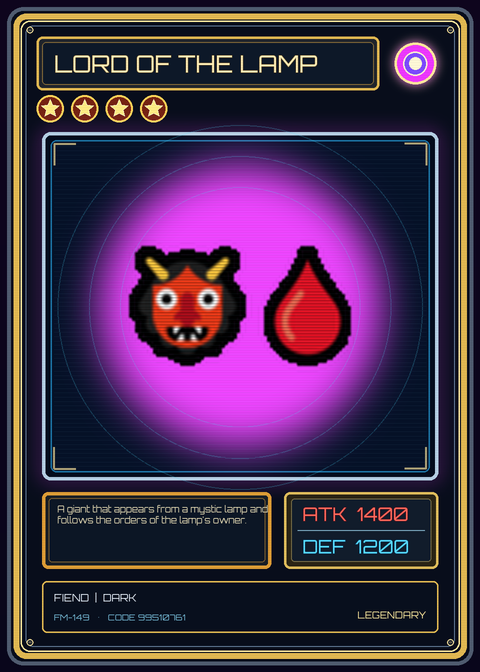 LORD OF THE LAMP
A giant that appears from a mystic lamp and
follows the orders of the lamp's owner.
ATK 1400
DEF 1200
FIEND | DARK
FM-149 · CODE 99510761
LEGENDARY